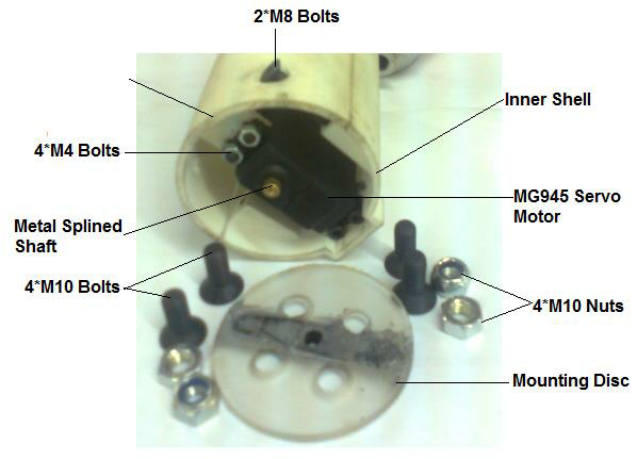 2*M8 Bolts
Inner Shell
4*M4 Bolts
MG945 Servo
Motor
Metal Splined
Shaft
4*M10 Bolts
4*M10 Nuts
Mounting Disc